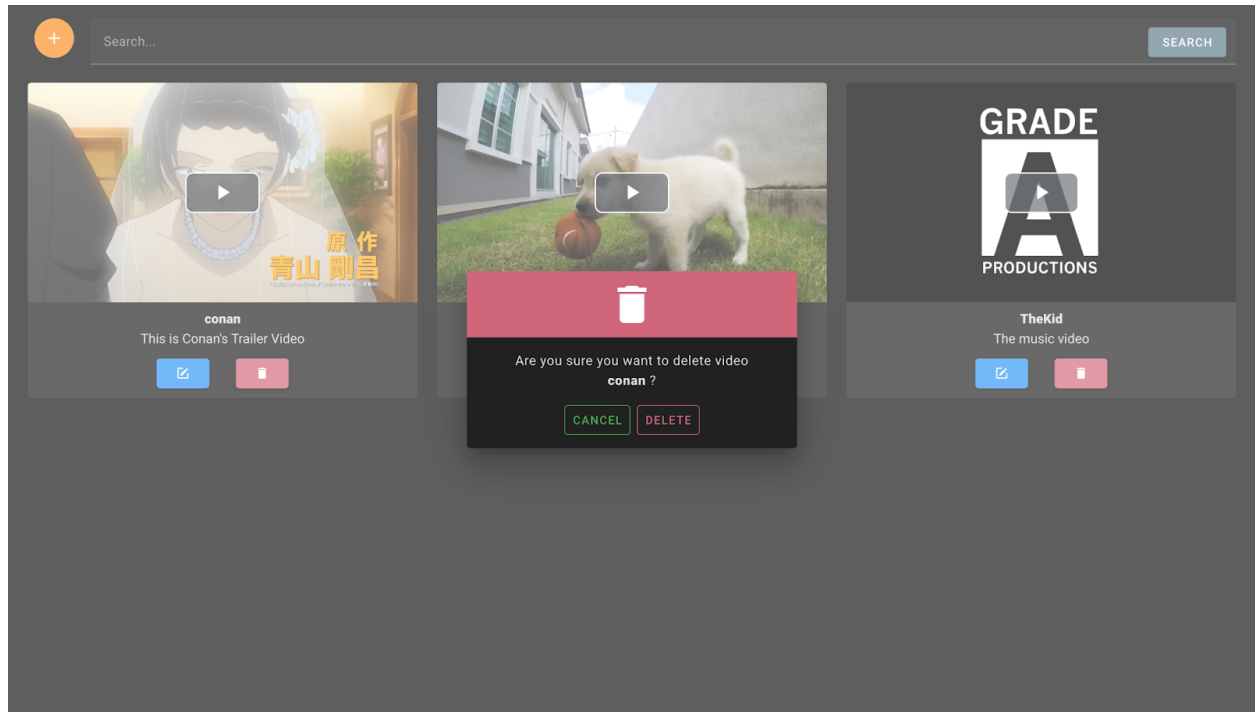 Search...
SEARCH
原 作
青山 剛昌
GRADE
A
PRODUCTIONS
conan
This is Conan's Trailer Video
TheKid
The music video
Are you sure you want to delete video
conan ?
CANCEL
DELETE